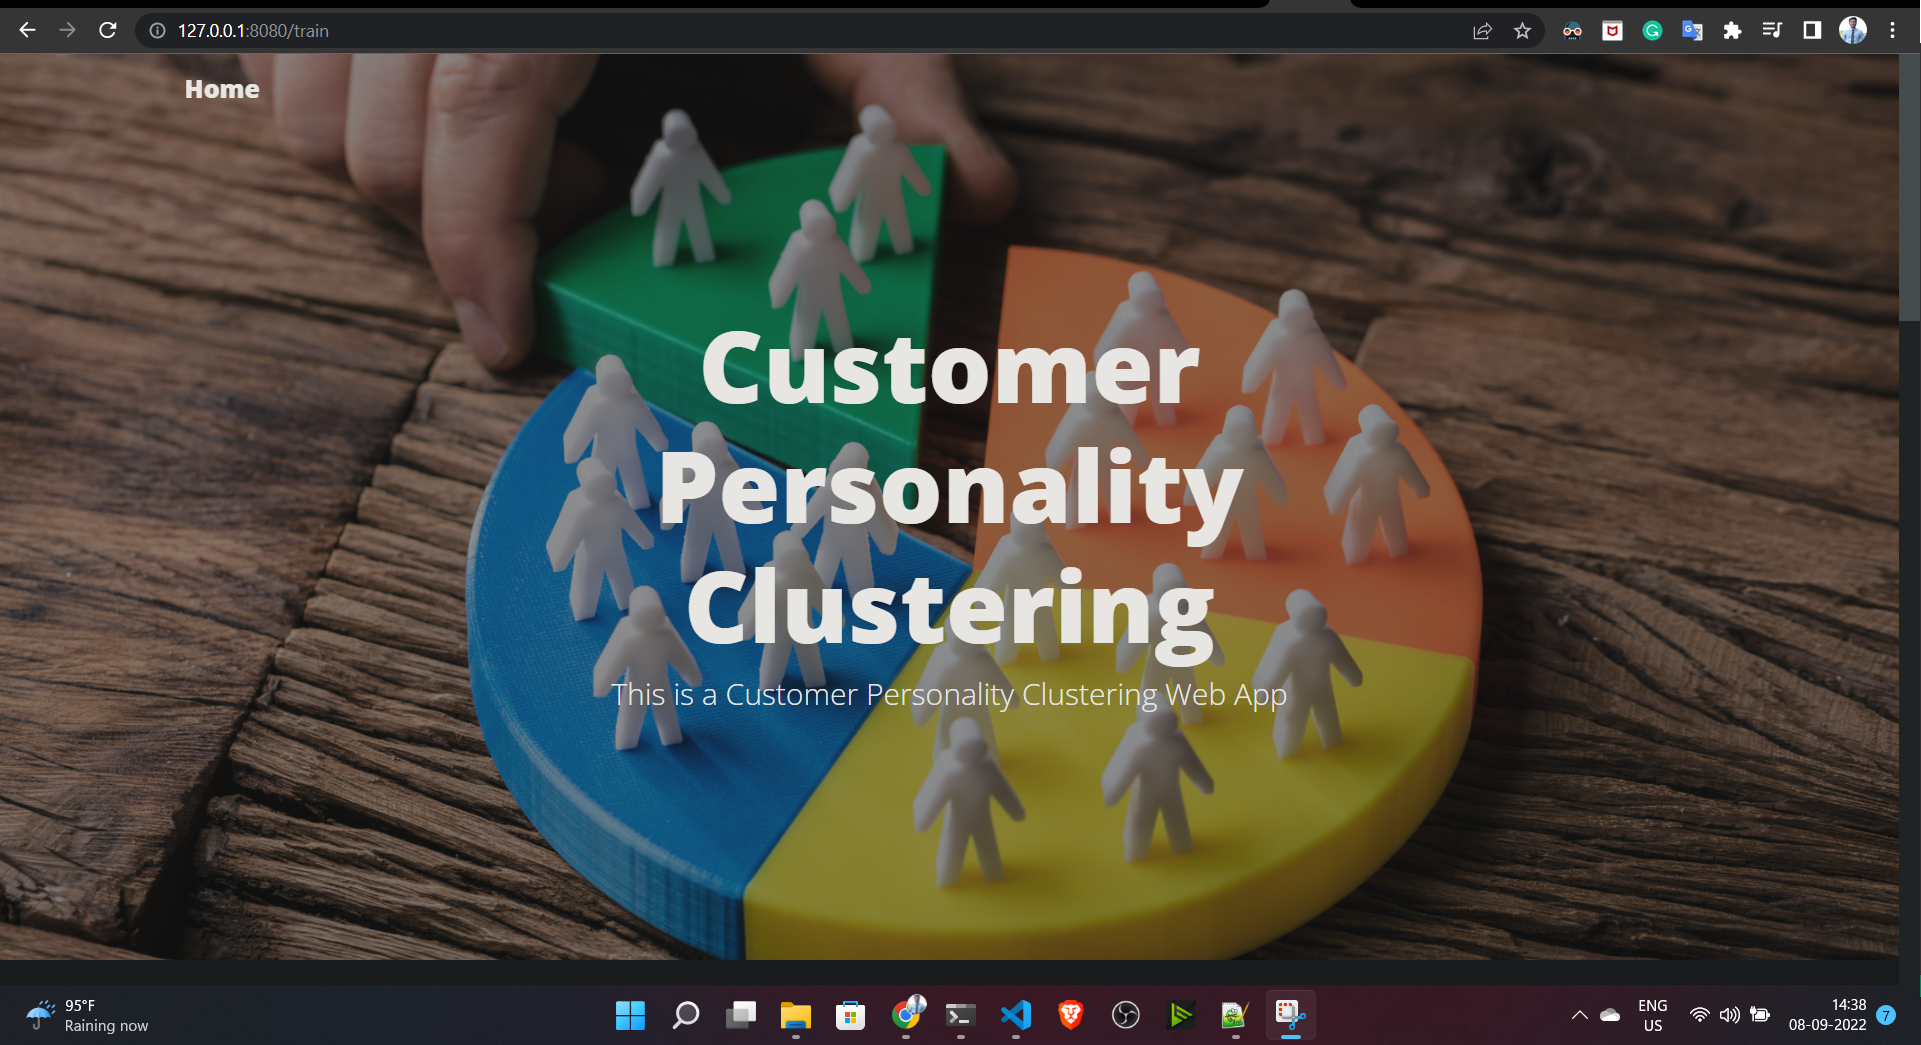 127.0.0.1:8080/train
Home
Customer
Personality
Clustering
This is a Customer Personality Clustering Web App
95°F
Raining now
ENG
US
14:38
08-09-2022
7